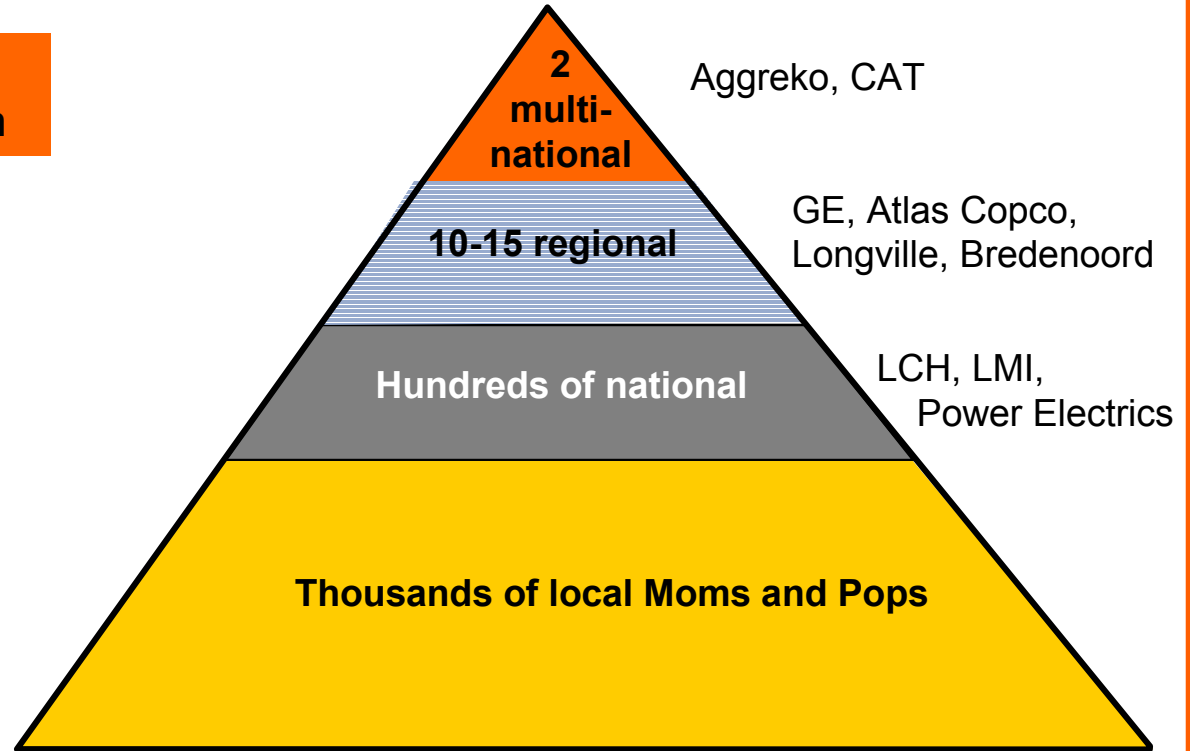 2
multi-
national
Aggreko, CAT
10-15 regional
GE, Atlas Copco,
Longville, Bredenoord
Hundreds of national
LCH, LMI,
Power Electrics
Thousands of local Moms and Pops